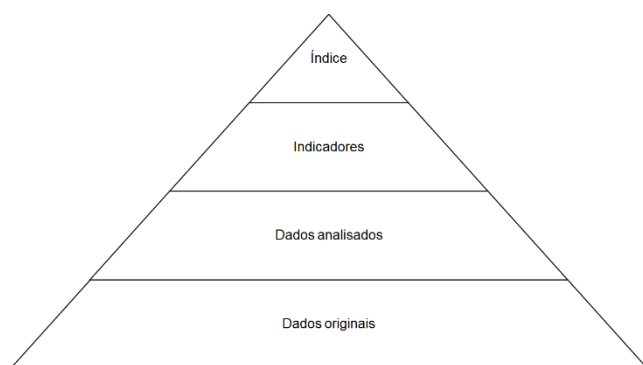 Índice
Indicadores
Dados analisados
Dados originais